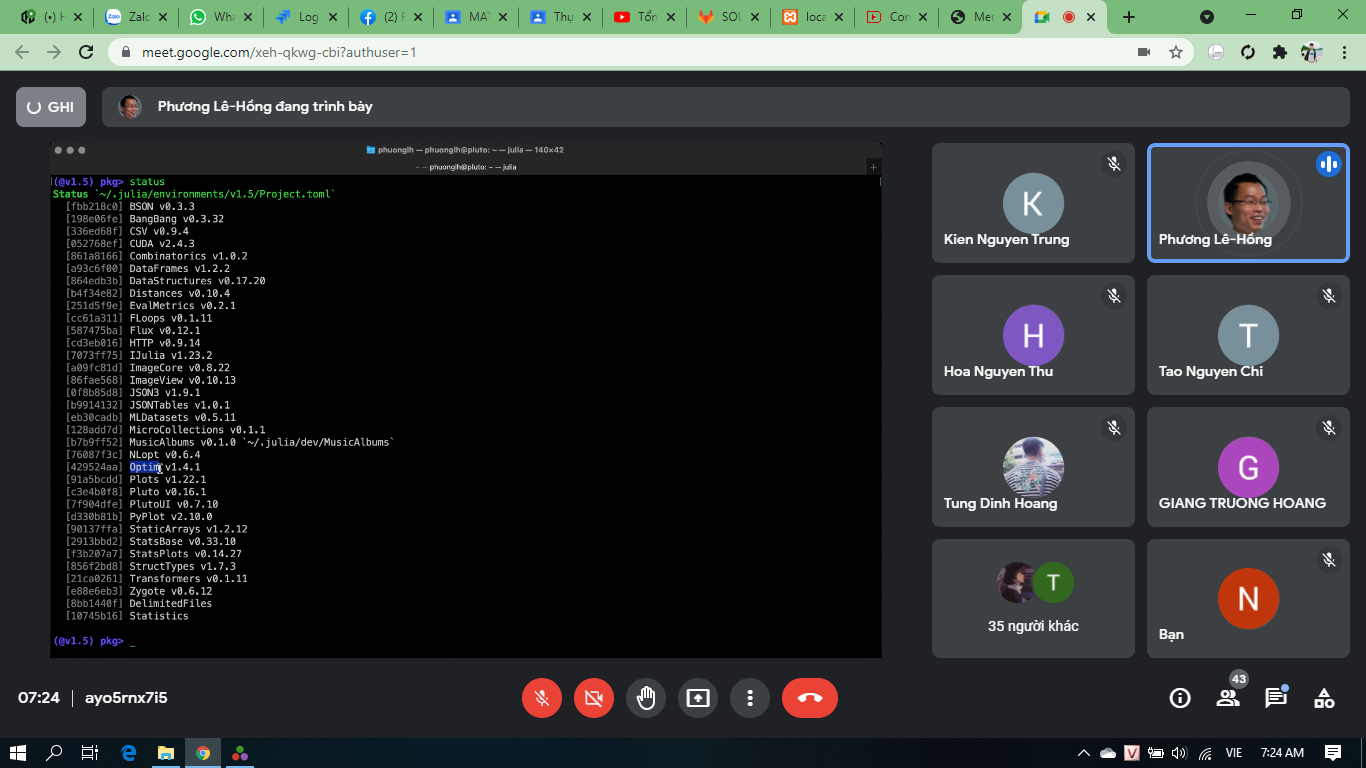 (•) H
Zalo
Wha
Log
(2) F
MAT
Thự
Tổn
SOU
loca
Cor
Mer
meet.google.com/xeh-qkwg-cbi?authuser=1
GHI
Phương Lê-Hồng đang trình bày
phuonglh — phuonglh@pluto: ~ — julia — 140×42
~ — phuonglh@pluto: ~ — julia
(@v1.5) pkg> status
Status `~/.julia/environments/v1.5/Project.toml`
[fbb218c0] BSON v0.3.3
[198e06fe] BangBang v0.3.32
[336ed68f] CSV v0.9.4
[052768ef] CUDA v2.4.3
[861a8166] Combinatorics v1.0.2
[a93c6f00] DataFrames v1.2.2
[864edb3b] DataStructures v0.17.20
[b4f34e82] Distances v0.10.4
[251d5f9e] EvalMetrics v0.2.1
[cc61a311] FLoops v0.1.11
[587475ba] Flux v0.12.1
[cd3eb016] HTTP v0.9.14
[7073ff75] IJulia v1.23.2
[a09fc81d] ImageCore v0.8.22
[86fae568] ImageView v0.10.13
[0f8b85d8] JSON3 v1.9.1
[b9914132] JSONTables v1.0.1
[eb30cadb] MLDatasets v0.5.11
[128add7d] MicroCollections v0.1.1
[b7b9ff52] MusicAlbums v0.1.0 `~/.julia/dev/MusicAlbums`
[76087f3c] NLopt v0.6.4
[429524aa] Optim v1.4.1
[91a5bcdd] Plots v1.22.1
[c3e4b0f8] Pluto v0.16.1
[7f904dfe] PlutoUI v0.7.10
[d330b81b] PyPlot v2.10.0
[90137ffa] StaticArrays v1.2.12
[2913bbd2] StatsBase v0.33.10
[f3b207a7] StatsPlots v0.14.27
[856f2bd8] StructTypes v1.7.3
[21ca0261] Transformers v0.1.11
[e88e6eb3] Zygote v0.6.12
[8bb1440f] DelimitedFiles
[10745b16] Statistics
(@v1.5) pkg> _
K
Kien Nguyen Trung
Phương Lê-Hồng
H
Hoa Nguyen Thu
T
Tao Nguyen Chi
Tung Dinh Hoang
G
GIANG TRUONG HOANG
T
35 người khác
N
Bạn
07:24 | ayo5rnx7i5
43
VIE
7:24 AM